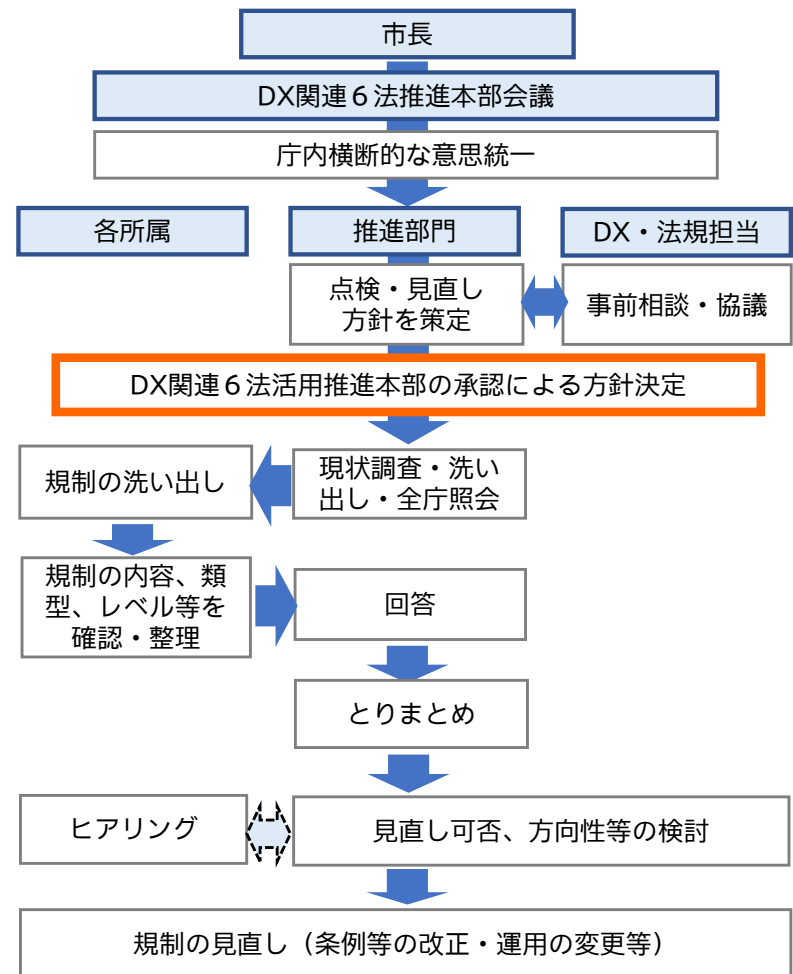 市長
DX関連６法推進本部会議
庁内横断的な意思統一
各所属
推進部門
DX・法規担当
点検・見直し
方針を策定
事前相談・協議
DX関連６法活用推進本部の承認による方針決定
規制の洗い出し
現状調査・洗い
出し・全庁照会
規制の内容、類
型、レベル等を
確認・整理
回答
とりまとめ
ヒアリング
見直し可否、方向性等の検討
規制の見直し（条例等の改正・運用の変更等）